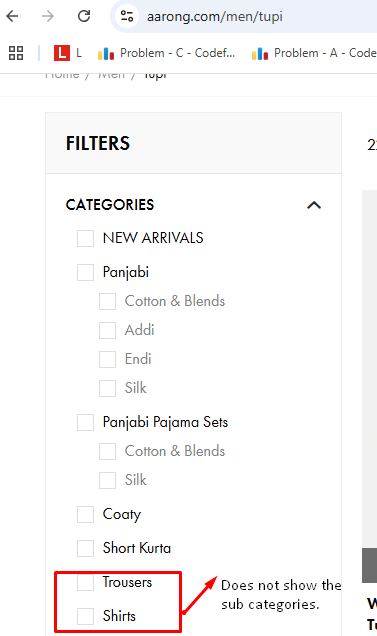 aarong.com/men/tupi
L Problem - C - Codef... Problem - A - Code
Home / Men / Tupi
FILTERS
CATEGORIES
NEW ARRIVALS
Panjabi
Cotton & Blends
Addi
Endi
Silk
Panjabi Pajama Sets
Cotton & Blends
Silk
Coaty
Short Kurta
Trousers
Does not show the
sub categories.
Shirts